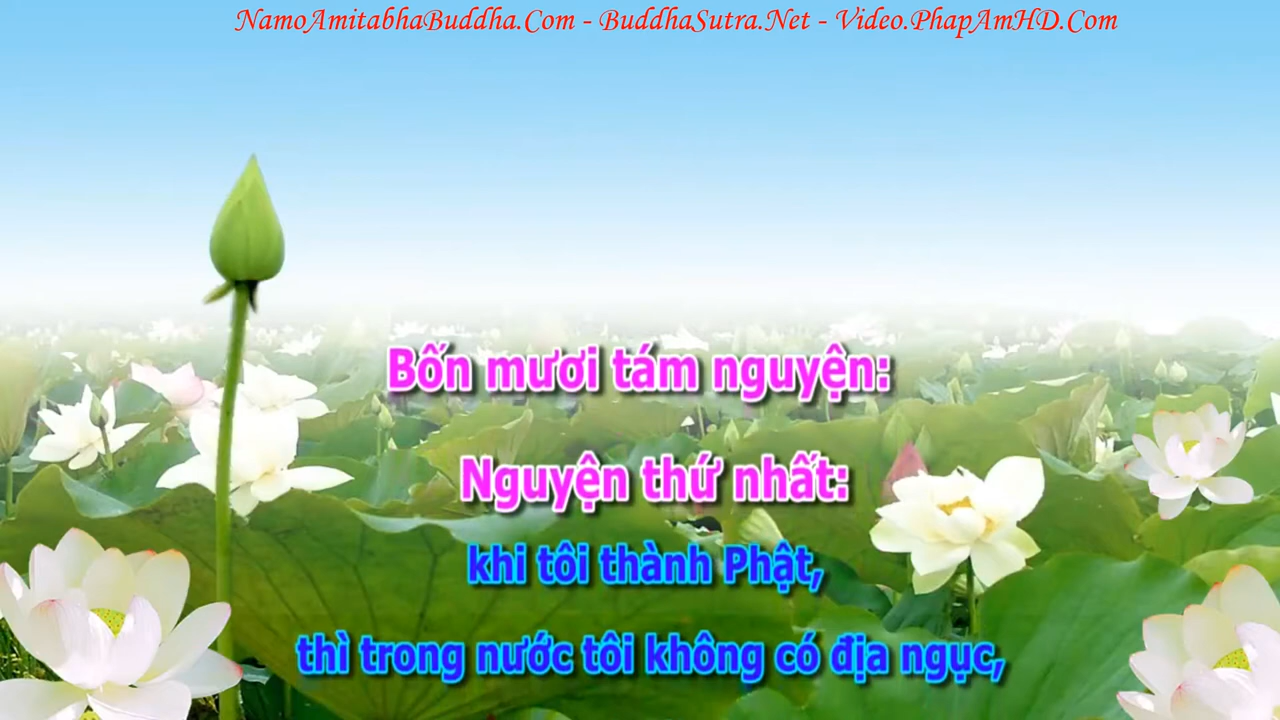 NamoAmitabhaBuddha.Com - BuddhaSutra.Net - Video.PhapAmHD.Com
Bốn mươi tám nguyện:
Nguyện thứ nhất:
khi tôi thành Phật,
thì trong nước tôi không có địa ngục,